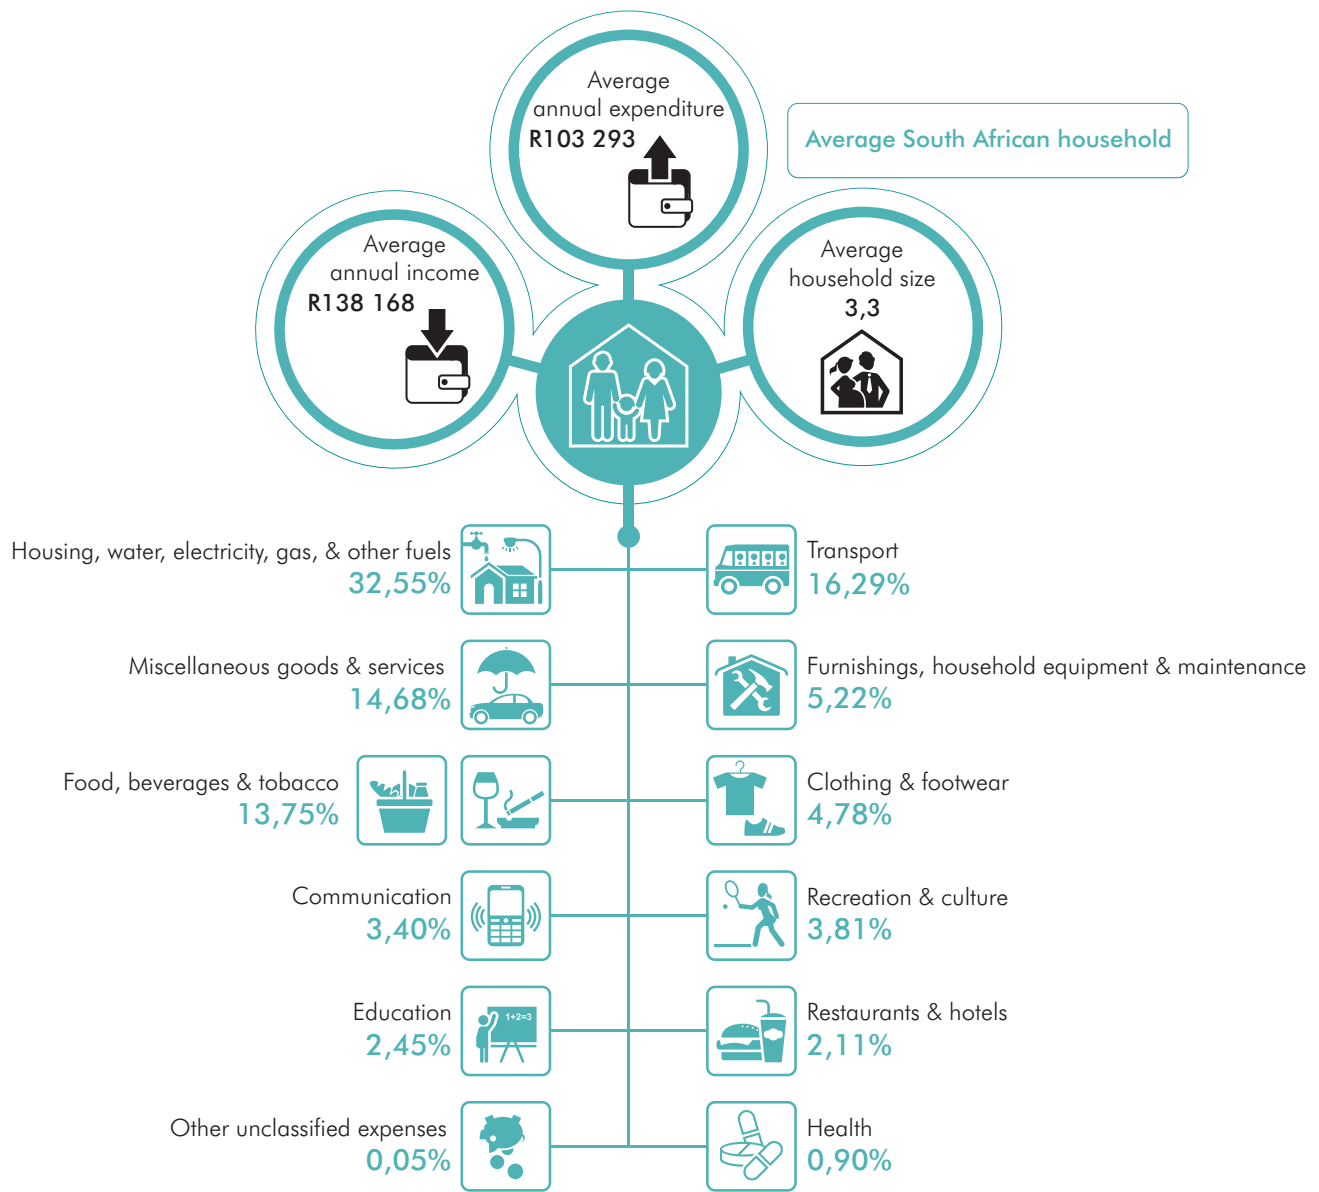 Average
annual expenditure
R103 293
Average South African household
Average
annual income
R138 168
Average
household size
3,3
Housing, water, electricity, gas, & other fuels
32,55%
Transport
16,29%
Miscellaneous goods & services
14,68%
Furnishings, household equipment & maintenance
5,22%
Food, beverages & tobacco
13,75%
Clothing & footwear
4,78%
Communication
3,40%
Recreation & culture
3,81%
Education
2,45%
1+2=3
Restaurants & hotels
2,11%
Other unclassified expenses
0,05%
Health
0,90%